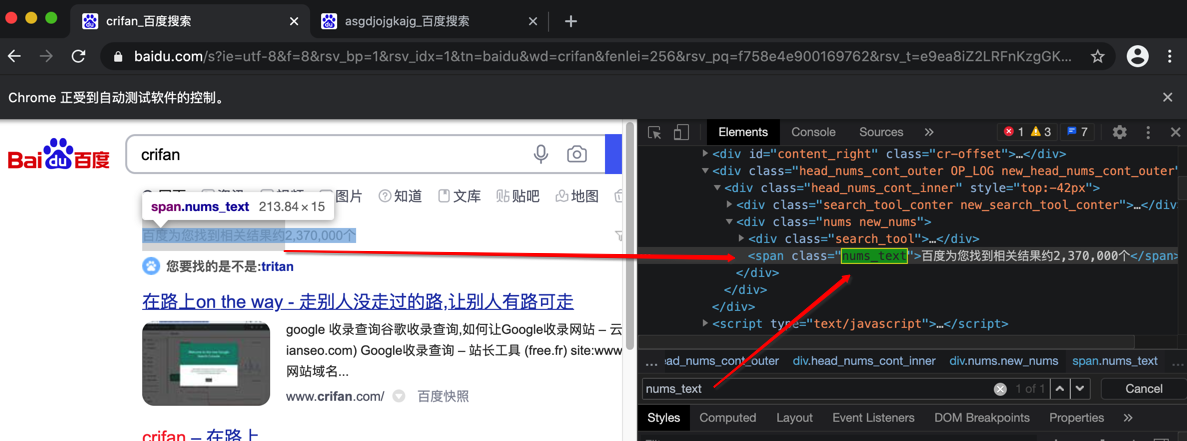 crifan_百度搜索
asgdjojgkajg_百度搜索
baidu.com/s?ie=utf-8&f=8&rsv_bp=1&rsv_idx=1&tn=baidu&wd=crifan&fenlei=256&rsv_pq=f758e4e900169762&rsv_t=e9ea8iZ2LRFnKzgGK...
Chrome 正受到自动测试软件的控制。
Bai du 百度
crifan
图片 知道 文库 贴 贴吧 地图
span.nums_text 213.84 × 15
百度为您找到相关结果约2,370,000个
您要找的是不是:tritan
在路上on the way - 走别人没走过的路,让别人有路可走
google 收录查询谷歌收录查询,如何让Google收录网站 – 云
ianseo.com) Google收录查询 – 站长工具 (free.fr) site:www
网站域名...
www.crifan.com/ 百度快照
crifan – 在路上
Elements Console Sources » 1 3 7
<div id="content_right" class="cr-offset">…</div>
<div class="head_nums_cont_outer OP_LOG new_head_nums_cont_outer"
<div class="head_nums_cont_inner" style="top:-42px">
<div class="search_tool_conter new_search_tool_conter">…</div>
<div class="nums new_nums">
<div class="search_tool">…</div>
<span class="nums_text">百度为您找到相关结果约2,370,000个</span>
</div>
</div>
</div>
<script type="text/javascript">…</script>
... ead_nums_cont_outer div.head_nums_cont_inner div.nums.new_nums span.nums_text ...
nums_text 1 of 1 Cancel
Styles Computed Layout Event Listeners DOM Breakpoints Properties »